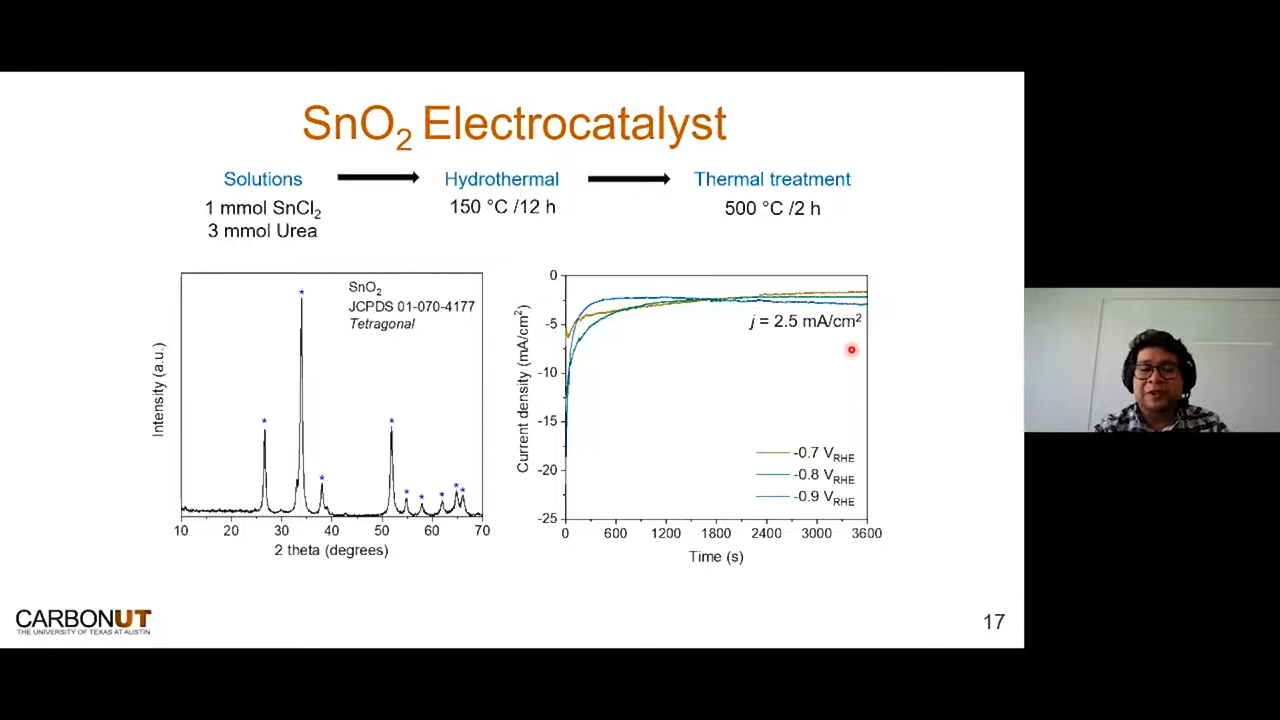 SnO₂ Electrocatalyst
Solutions
1 mmol SnCl₂
3 mmol Urea
Hydrothermal
150 °C /12 h
Thermal treatment
500 °C /2 h
SnO₂
JCPDS 01-070-4177
Tetragonal
Intensity (a.u.)
10 20 30 40 50 60 70
2 theta (degrees)
0
-5
-10
-15
-20
-25
Current density (mA/cm²)
j = 2.5 mA/cm²
-0.7 V_RHE
-0.8 V_RHE
-0.9 V_RHE
0 600 1200 1800 2400 3000 3600
Time (s)
CARBONUT
THE UNIVERSITY OF TEXAS AT AUSTIN
17